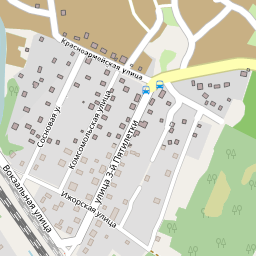 Красноармейская улица
Сосновая у
Комсомольская улица
улица 3-й Пятилетки
Ижорская улица
Вокзальная улица